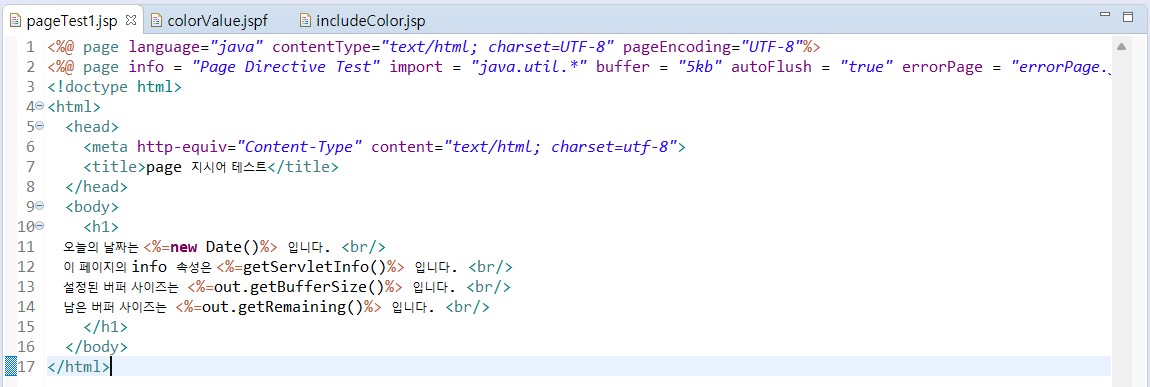 pageTest1.jsp colorValue.jspf includeColor.jsp
1 <%@ page language="java" contentType="text/html; charset=UTF-8" pageEncoding="UTF-8"%>
2 <%@ page info = "Page Directive Test" import = "java.util.*" buffer = "5kb" autoFlush = "true" errorPage = "errorPage.
3 <!doctype html>
4 <html>
5 <head>
6 <meta http-equiv="Content-Type" content="text/html; charset=utf-8">
7 <title>page 지시어 테스트</title>
8 </head>
9 <body>
10 <h1>
11 오늘의 날짜는 <%=new Date()%> 입니다. <br/>
12 이 페이지의 info 속성은 <%=getServletInfo()%> 입니다. <br/>
13 설정된 버퍼 사이즈는 <%=out.getBufferSize()%> 입니다. <br/>
14 남은 버퍼 사이즈는 <%=out.getRemaining()%> 입니다. <br/>
15 </h1>
16 </body>
17 </html>